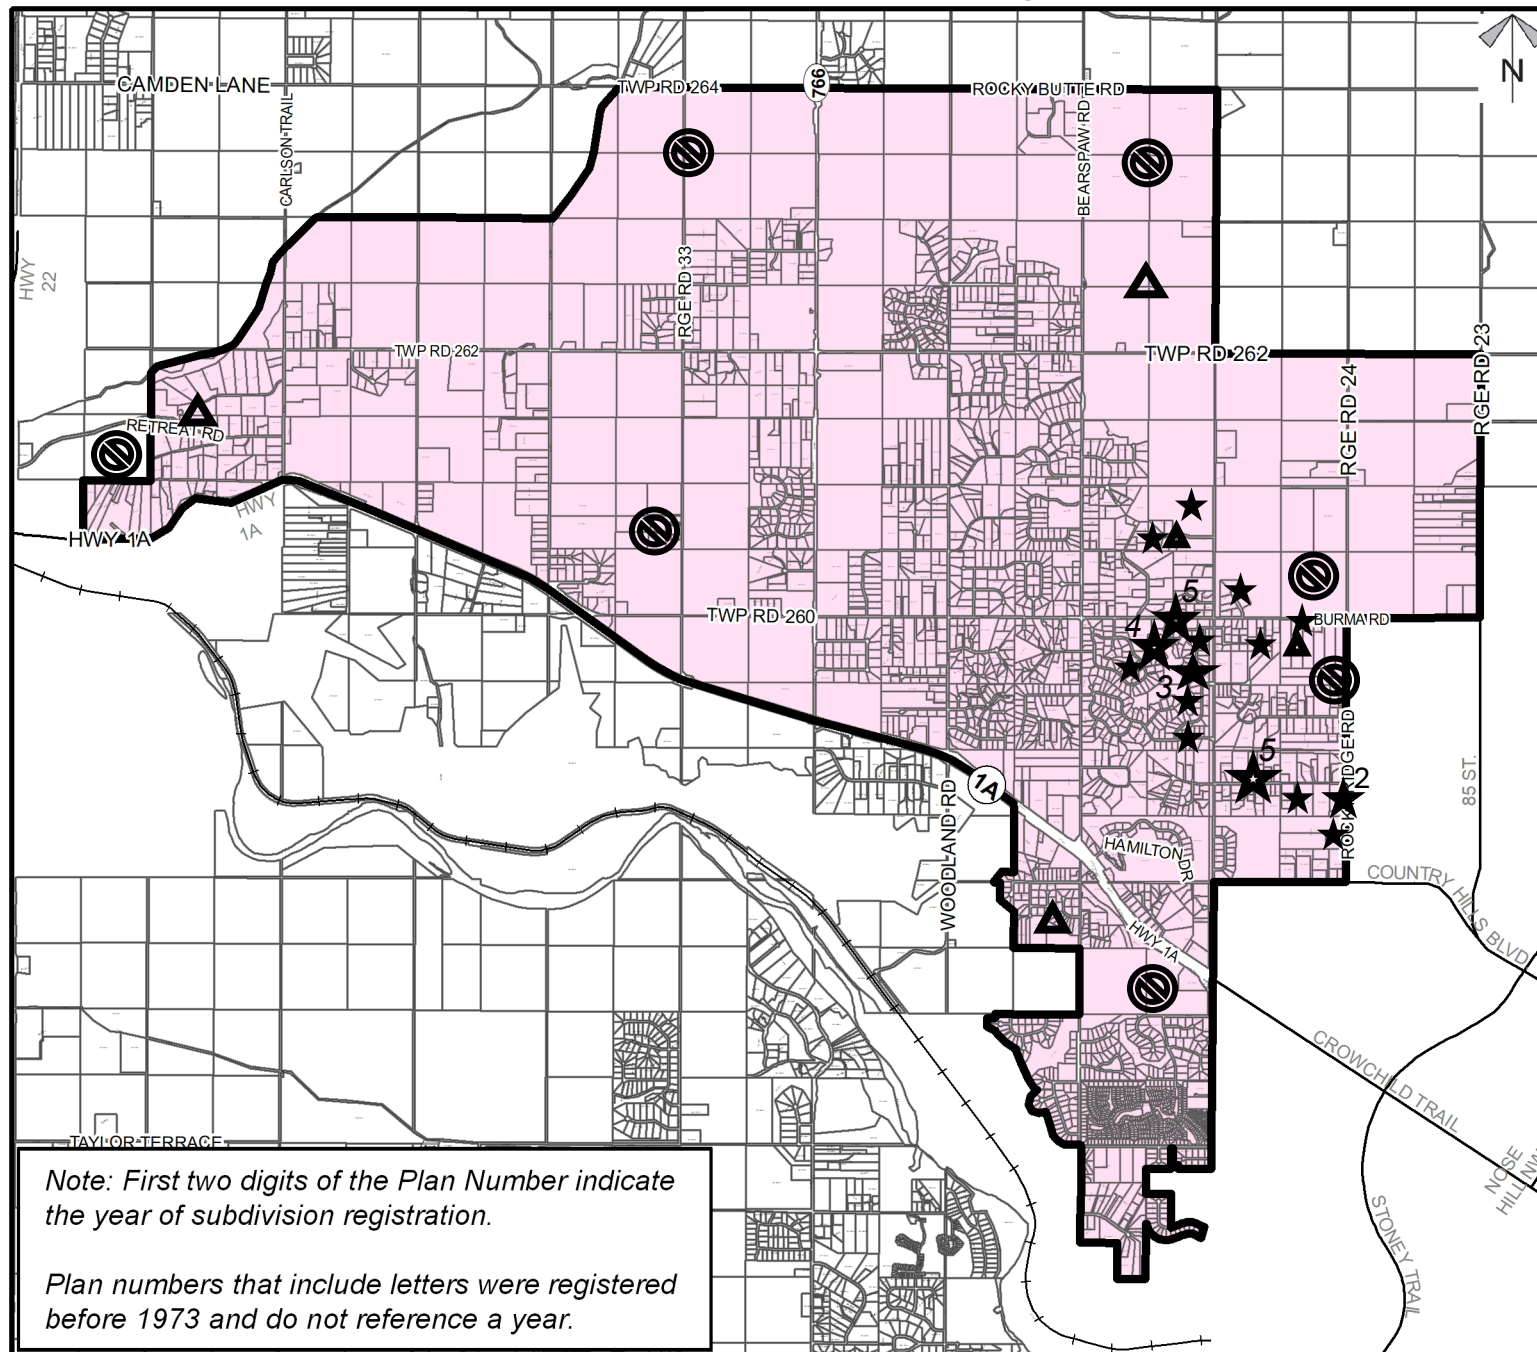 N
CAMDEN LANE
TWP RD 264
766
ROCKY BUTTE RD
CARLSON TRAIL
BEARSPAW RD
HWY
22
RGE RD 33
RGE RD 23
TWP RD 262
TWP RD 262
RGE RD 24
RETREAT RD
HWY
1A
HWY 1A
5
TWP RD 260
4
BURMA RD
3
ROCKY RIDGE RD
5
2
1A
85 ST.
WOODLAND RD
HAMILTON DR
COUNTRY HILLS BLVD
HWY 1A
CROWCHILD TRAIL
TAYLOR TERRACE
NOSE
HILL NW
STONEY TRAIL
Note: First two digits of the Plan Number indicate
the year of subdivision registration.
Plan numbers that include letters were registered
before 1973 and do not reference a year.